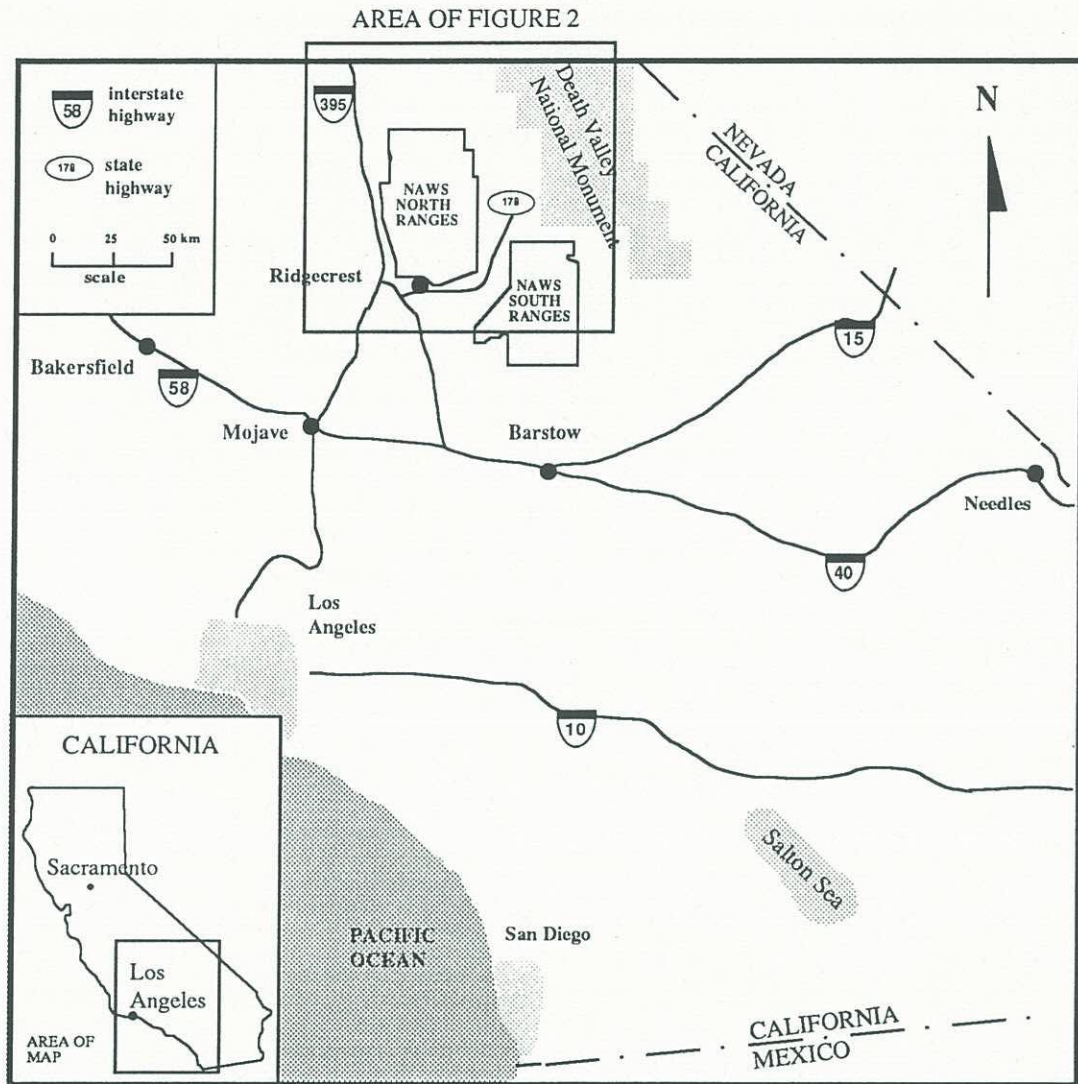 AREA OF FIGURE 2
58
interstate
highway
178
state
highway
0 25 50 km
scale
395
NAWS
NORTH
RANGES
178
Death Valley
National Monument
NEVADA
CALIFORNIA
N
Ridgecrest
NAWS
SOUTH
RANGES
15
Bakersfield
58
Mojave
Barstow
Needles
40
Los
Angeles
10
CALIFORNIA
Sacramento
Los
Angeles
AREA OF
MAP
PACIFIC
OCEAN
San Diego
Salton Sea
CALIFORNIA
MEXICO